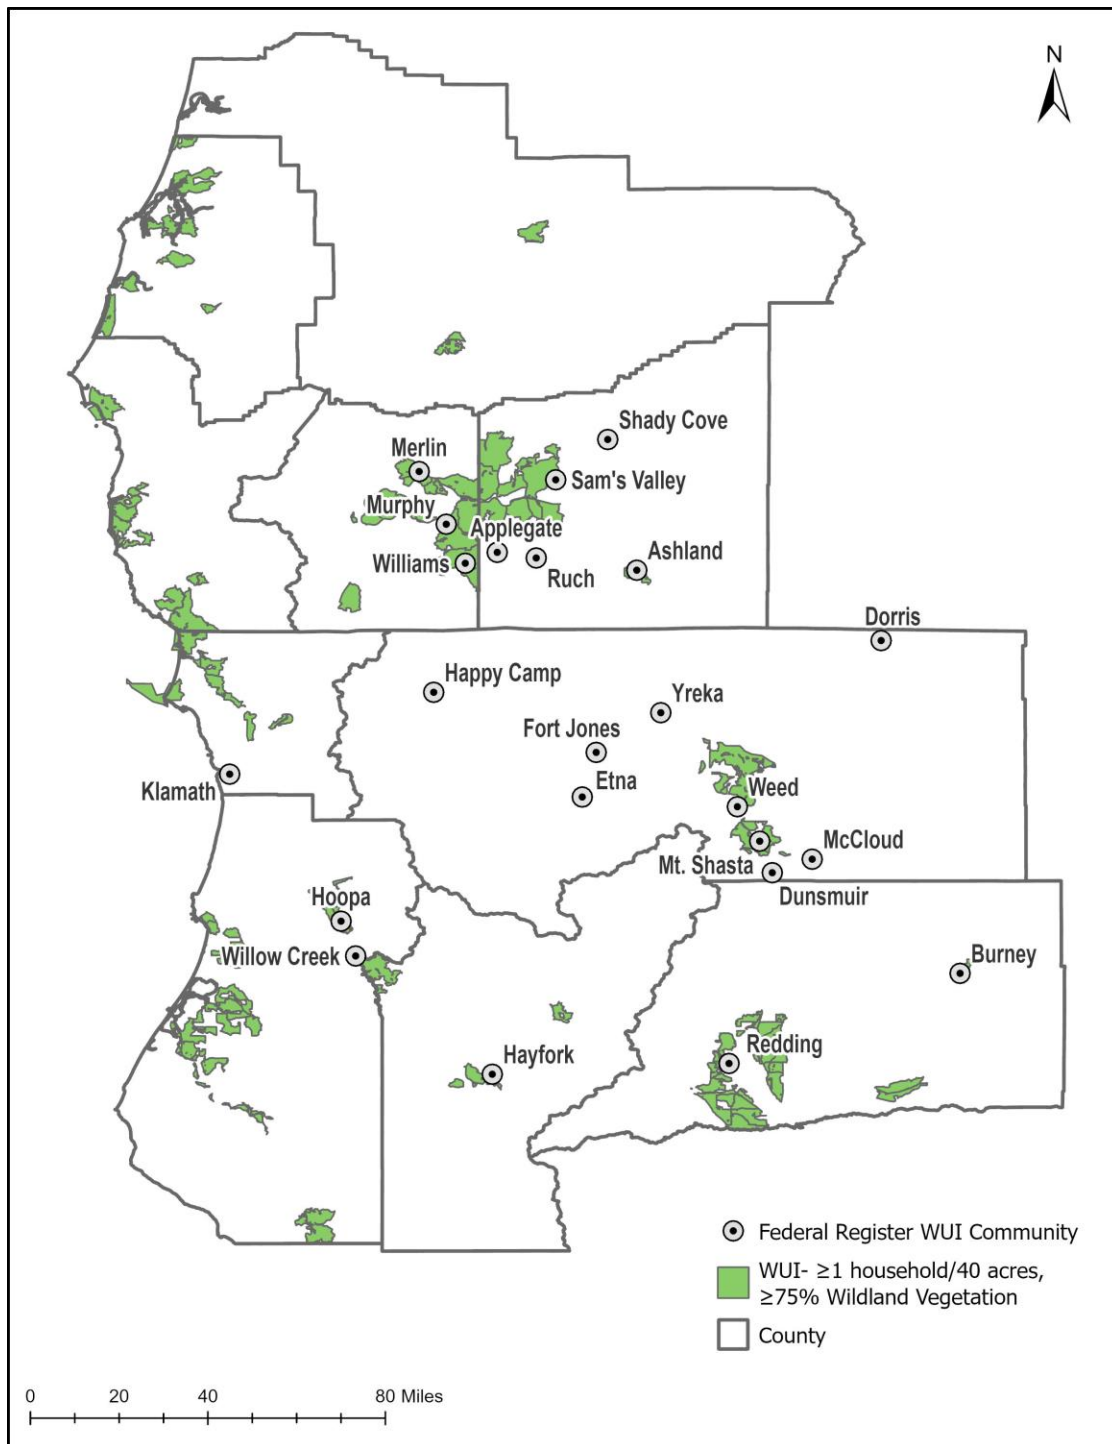 N
Shady Cove
Merlin
Sam's Valley
Murphy
Applegate
Williams
Ruch
Ashland
Dorris
Happy Camp
Yreka
Fort Jones
Etna
Klamath
Weed
McCloud
Mt. Shasta
Dunsmuir
Hoopa
Willow Creek
Burney
Redding
Hayfork
Federal Register WUI Community
WUI- ≥1 household/40 acres,
≥75% Wildland Vegetation
County
0 20 40 80 Miles